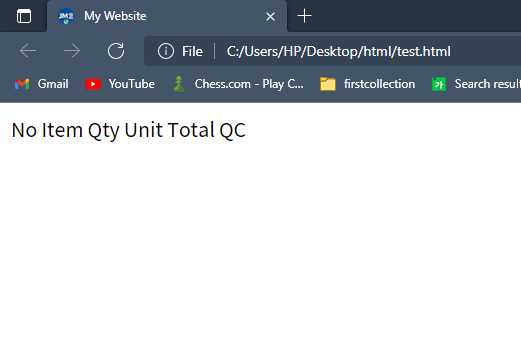 JM2 My Website
File C:/Users/HP/Desktop/html/test.html
Gmail YouTube Chess.com - Play C... firstcollection Search result
No Item Qty Unit Total QC